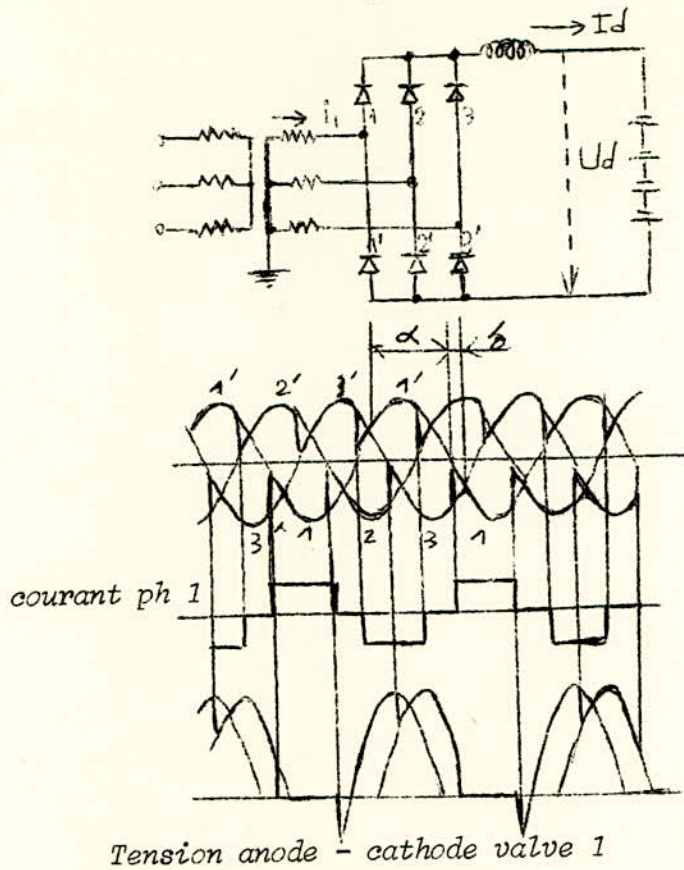 Id
i₁ 1 2 3
Ud
1' 2' 3'
α
1' 2' 3' 1'
3 1 2 3 1
courant ph 1
Tension anode - cathode valve 1